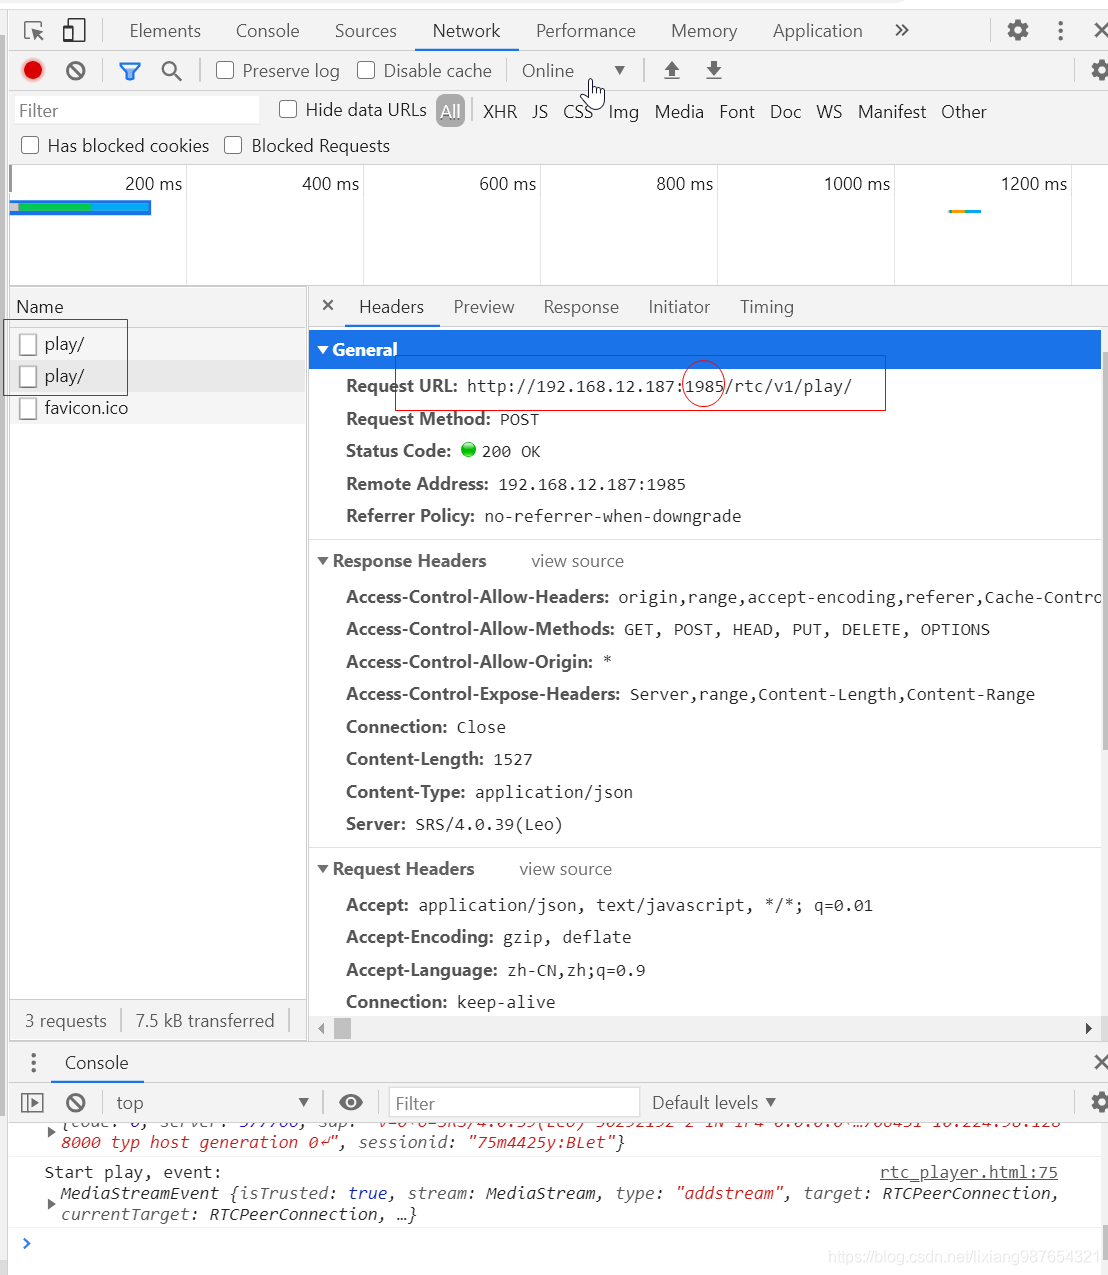 Elements Console Sources Network Performance Memory Application »
Preserve log Disable cache Online
Filter Hide data URLs All XHR JS CSS Img Media Font Doc WS Manifest Other
Has blocked cookies Blocked Requests
200 ms 400 ms 600 ms 800 ms 1000 ms 1200 ms
Name
play/
play/
favicon.ico
3 requests 7.5 kB transferred
× Headers Preview Response Initiator Timing
General
Request URL: http://192.168.12.187:1985/rtc/v1/play/
Request Method: POST
Status Code: 200 OK
Remote Address: 192.168.12.187:1985
Referrer Policy: no-referrer-when-downgrade
Response Headers view source
Access-Control-Allow-Headers: origin,range,accept-encoding,referer,Cache-Contro
Access-Control-Allow-Methods: GET, POST, HEAD, PUT, DELETE, OPTIONS
Access-Control-Allow-Origin: *
Access-Control-Expose-Headers: Server,range,Content-Length,Content-Range
Connection: Close
Content-Length: 1527
Content-Type: application/json
Server: SRS/4.0.39(Leo)
Request Headers view source
Accept: application/json, text/javascript, */*; q=0.01
Accept-Encoding: gzip, deflate
Accept-Language: zh-CN,zh;q=0.9
Connection: keep-alive
Console
top Filter Default levels
8000 typ host generation 0↵", sessionid: "75m4425y:BLet"}
Start play, event: rtc_player.html:75
MediaStreamEvent {isTrusted: true, stream: MediaStream, type: "addstream", target: RTCPeerConnection,
currentTarget: RTCPeerConnection, …}
https://blog.csdn.net/lixiang987654321